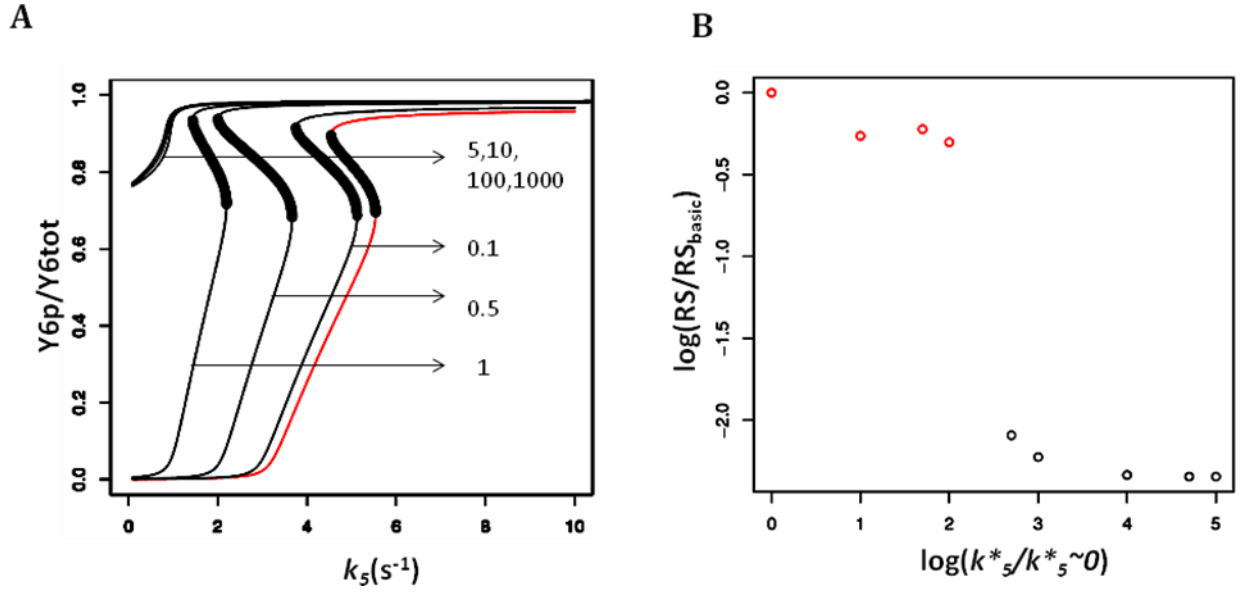 A
Y6p/Y6tot
1.0
0.8
0.6
0.4
0.2
0.0
5,10,
100,1000
0.1
0.5
1
0 2 4 6 8 10
k5(s-1)
B
log(RS/RSbasic)
0.0
−0.5
−1.0
−1.5
−2.0
0 1 2 3 4 5
log(k*5/k*5~0)